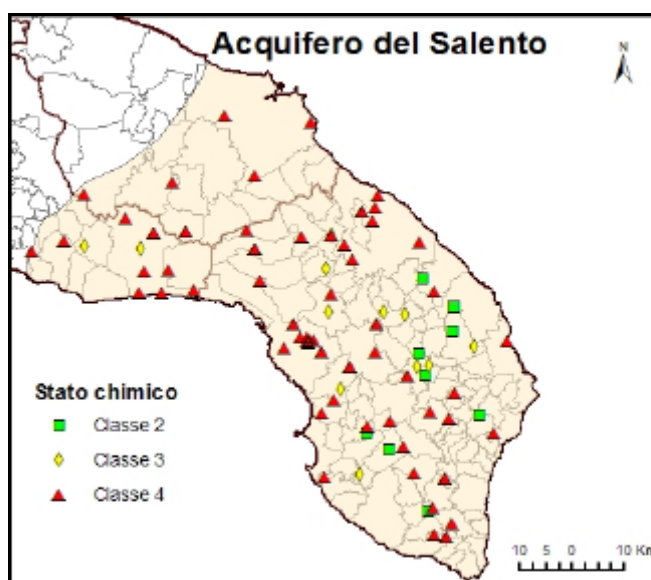 Acquifero del Salento
N
Stato chimico
Classe 2
Classe 3
Classe 4
10 5 0 10 Km